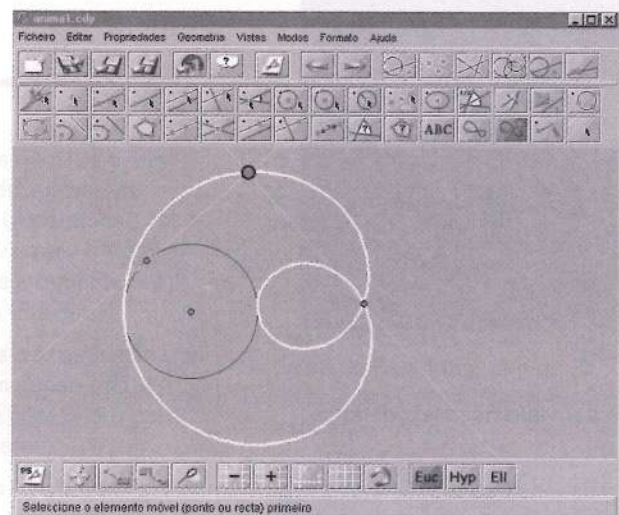 animal.cdy
Ficheiro Editar Propriedades Geometria Vistas Modos Formato Ajuda
ABC
PS
Euc Hyp Ell
Seleccione o elemento móvel (ponto ou recta) primeiro